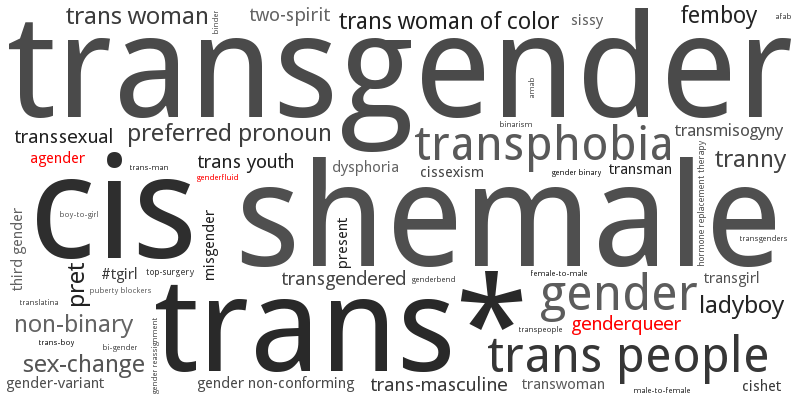 trans woman
binder
two-spirit
trans woman of color
sissy
femboy
afab
transgender
amab
binarism
transsexual
preferred pronoun
transphobia
transmisogyny
agender
trans-man
trans youth
dysphoria
cissexism
gender binary
transman
tranny
genderfluid
cis
shemale
hormone replacement therapy
boy-to-girl
third gender
misgender
present
transgenders
pret
#tgirl
top-surgery
transgendered
genderbend
female-to-male
transgirl
puberty blockers
translatina
trans*
gender
ladyboy
non-binary
gender reassignment
transpeople
genderqueer
trans-boy
bi-gender
sex-change
trans people
gender-variant
gender non-conforming
trans-masculine
transwoman
male-to-female
cishet